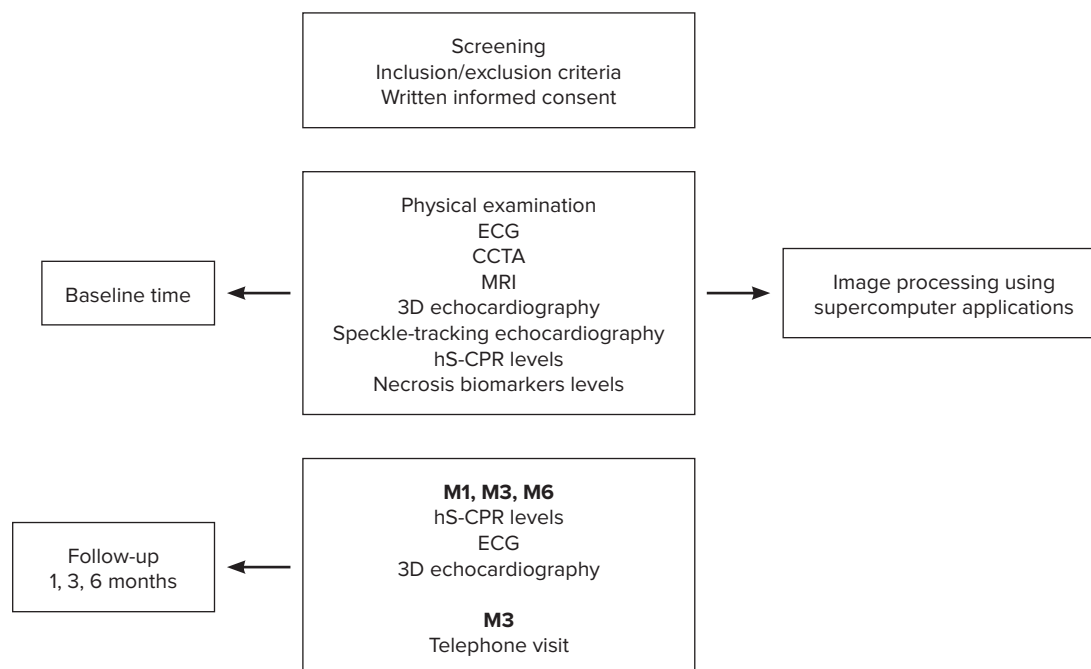 Screening
Inclusion/exclusion criteria
Written informed consent
Baseline time
Physical examination
ECG
CCTA
MRI
3D echocardiography
Speckle-tracking echocardiography
hS-CPR levels
Necrosis biomarkers levels
Image processing using
supercomputer applications
Follow-up
1, 3, 6 months
M1, M3, M6
hS-CPR levels
ECG
3D echocardiography
M3
Telephone visit